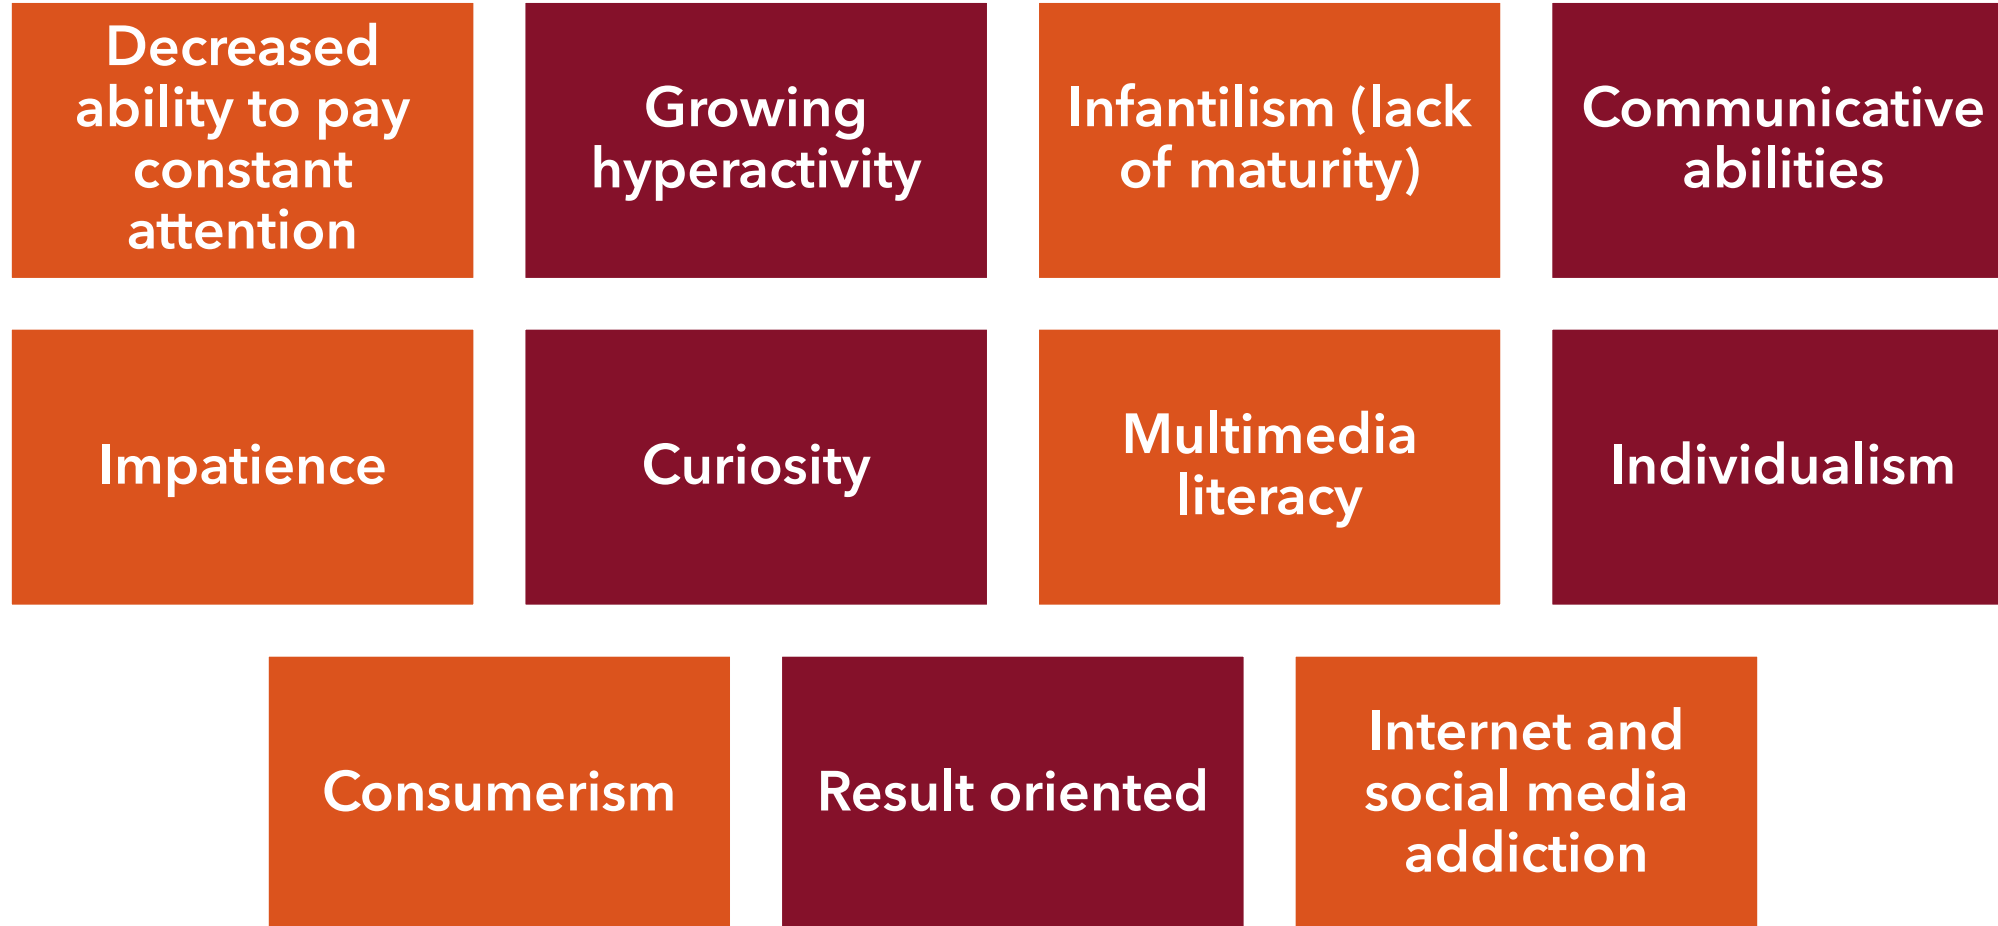 Decreased
ability to pay
constant
attention
Growing
hyperactivity
Infantilism (lack
of maturity)
Communicative
abilities
Impatience
Curiosity
Multimedia
literacy
Individualism
Consumerism
Result oriented
Internet and
social media
addiction